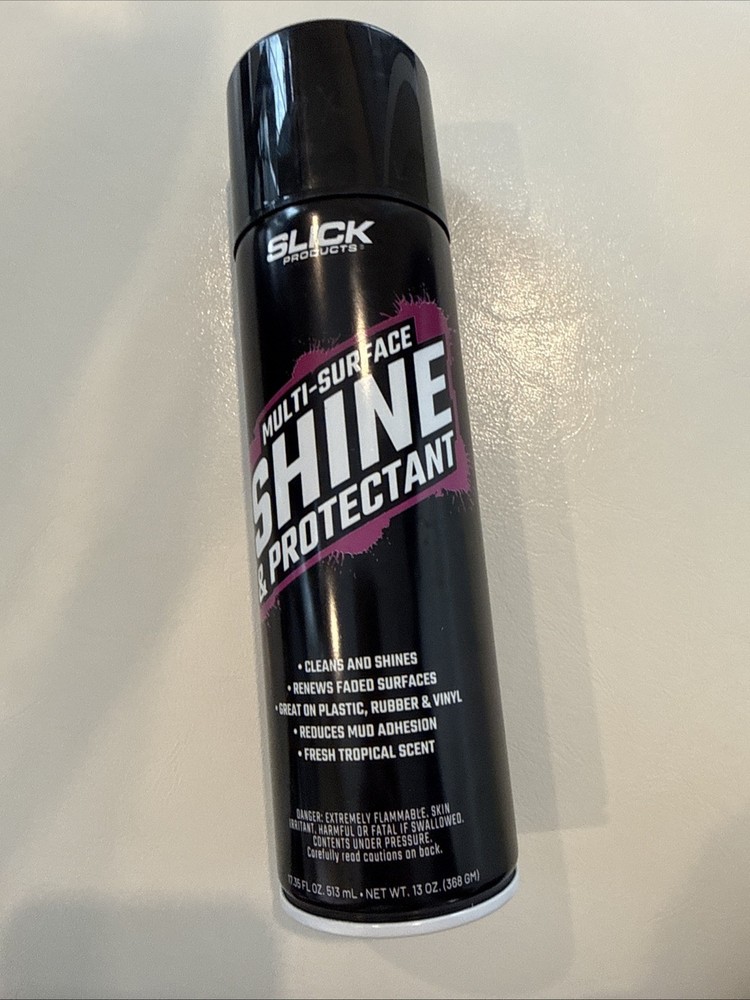 SLICK
PRODUCTS
MULTI-SURFACE
SHINE
& PROTECTANT
• CLEANS AND SHINES
• RENEWS FADED SURFACES
• GREAT ON PLASTIC, RUBBER & VINYL
• REDUCES MUD ADHESION
• FRESH TROPICAL SCENT
DANGER: EXTREMELY FLAMMABLE. SKIN
IRRITANT. HARMFUL OR FATAL IF SWALLOWED.
CONTENTS UNDER PRESSURE.
Carefully read cautions on back.
17.35 FL OZ. 513 mL • NET WT. 13 OZ. (368 GM)